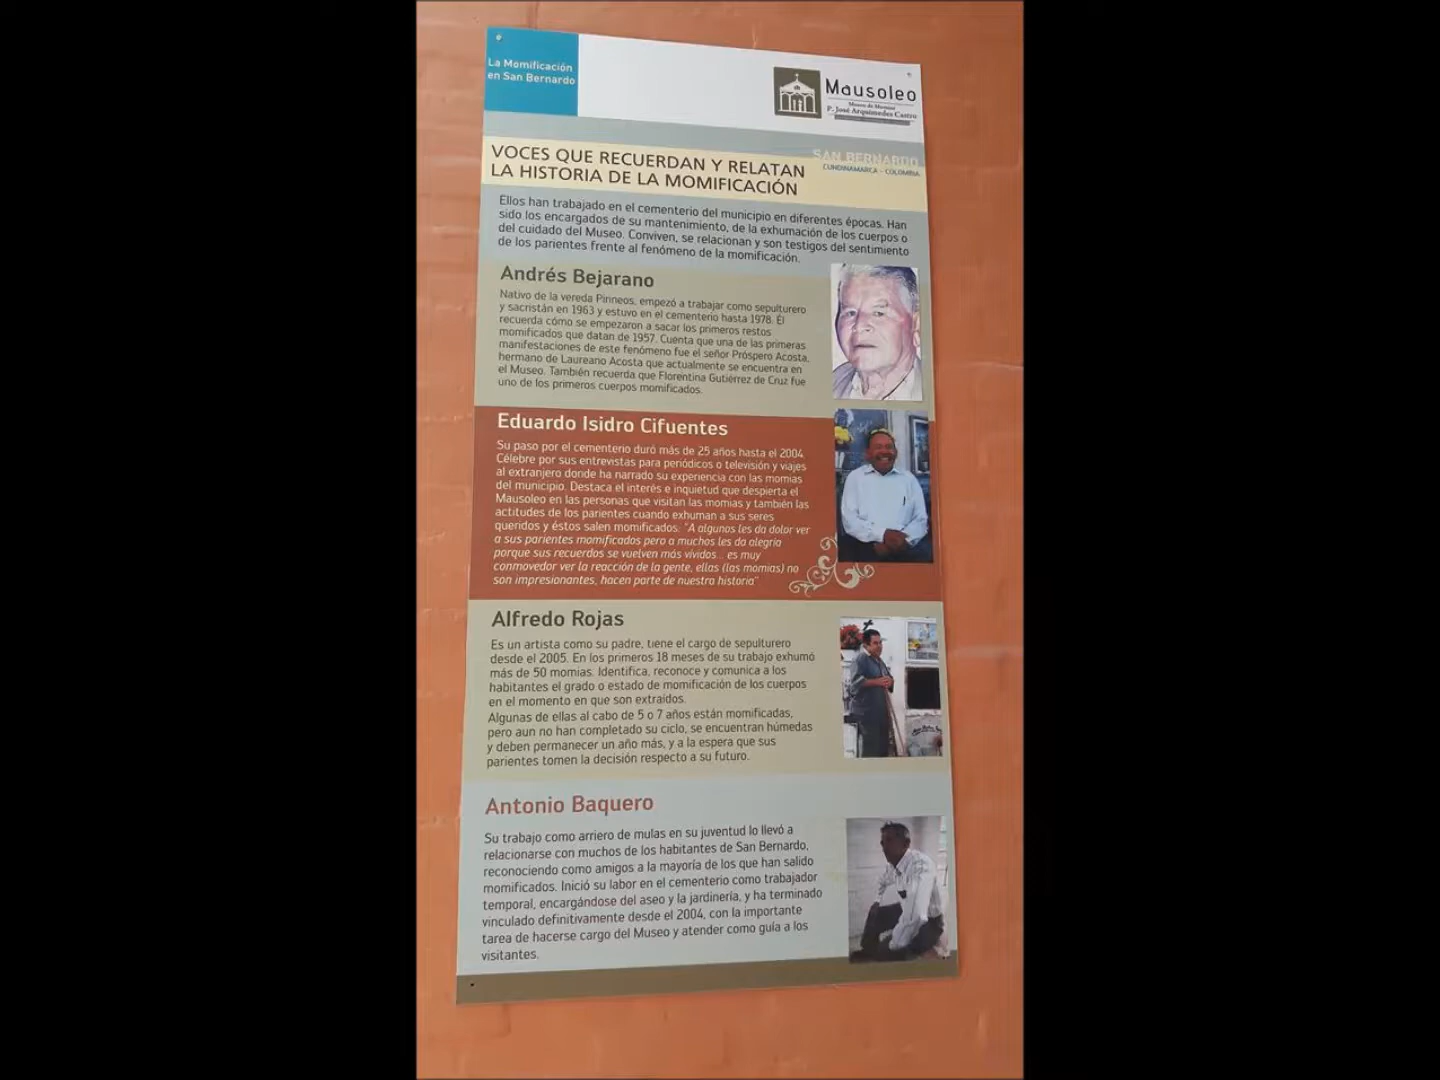 La Momificación
en San Bernardo
Mausoleo
Museo de Momias
P. José Arquímedes Castro
SAN BERNARDO
CUNDINAMARCA - COLOMBIA
VOCES QUE RECUERDAN Y RELATAN
LA HISTORIA DE LA MOMIFICACIÓN
Ellos han trabajado en el cementerio del municipio en diferentes épocas. Han
sido los encargados de su mantenimiento, de la exhumación de los cuerpos o
del cuidado del Museo. Conviven, se relacionan y son testigos del sentimiento
de los parientes frente al fenómeno de la momificación.
Andrés Bejarano
Nativo de la vereda Pirineos, empezó a trabajar como sepulturero
y sacristán en 1963 y estuvo en el cementerio hasta 1978. Él
recuerda cómo se empezaron a sacar los primeros restos
momificados que datan de 1957. Cuenta que una de las primeras
manifestaciones de este fenómeno fue el señor Próspero Acosta,
hermano de Laureano Acosta que actualmente se encuentra en
el Museo. También recuerda que Florentina Gutiérrez de Cruz fue
uno de los primeros cuerpos momificados.
Eduardo Isidro Cifuentes
Su paso por el cementerio duró más de 25 años hasta el 2004.
Célebre por sus entrevistas para periódicos o televisión y viajes
al extranjero donde ha narrado su experiencia con las momias
del municipio. Destaca el interés e inquietud que despierta el
Mausoleo en las personas que visitan las momias y también las
actitudes de los parientes cuando exhuman a sus seres
queridos y éstos salen momificados: "A algunos les da dolor ver
a sus parientes momificados pero a muchos les da alegría
porque sus recuerdos se vuelven más vívidos... es muy
conmovedor ver la reacción de la gente, ellas (las momias) no
son impresionantes, hacen parte de nuestra historia"
Alfredo Rojas
Es un artista como su padre, tiene el cargo de sepulturero
desde el 2005. En los primeros 18 meses de su trabajo exhumó
más de 50 momias. Identifica, reconoce y comunica a los
habitantes el grado o estado de momificación de los cuerpos
en el momento en que son extraídos.
Algunas de ellas al cabo de 5 o 7 años están momificadas,
pero aun no han completado su ciclo, se encuentran húmedas
y deben permanecer un año más, y a la espera que sus
parientes tomen la decisión respecto a su futuro.
Antonio Baquero
Su trabajo como arriero de mulas en su juventud lo llevó a
relacionarse con muchos de los habitantes de San Bernardo,
reconociendo como amigos a la mayoría de los que han salido
momificados. Inició su labor en el cementerio como trabajador
temporal, encargándose del aseo y la jardinería, y ha terminado
vinculado definitivamente desde el 2004, con la importante
tarea de hacerse cargo del Museo y atender como guía a los
visitantes.